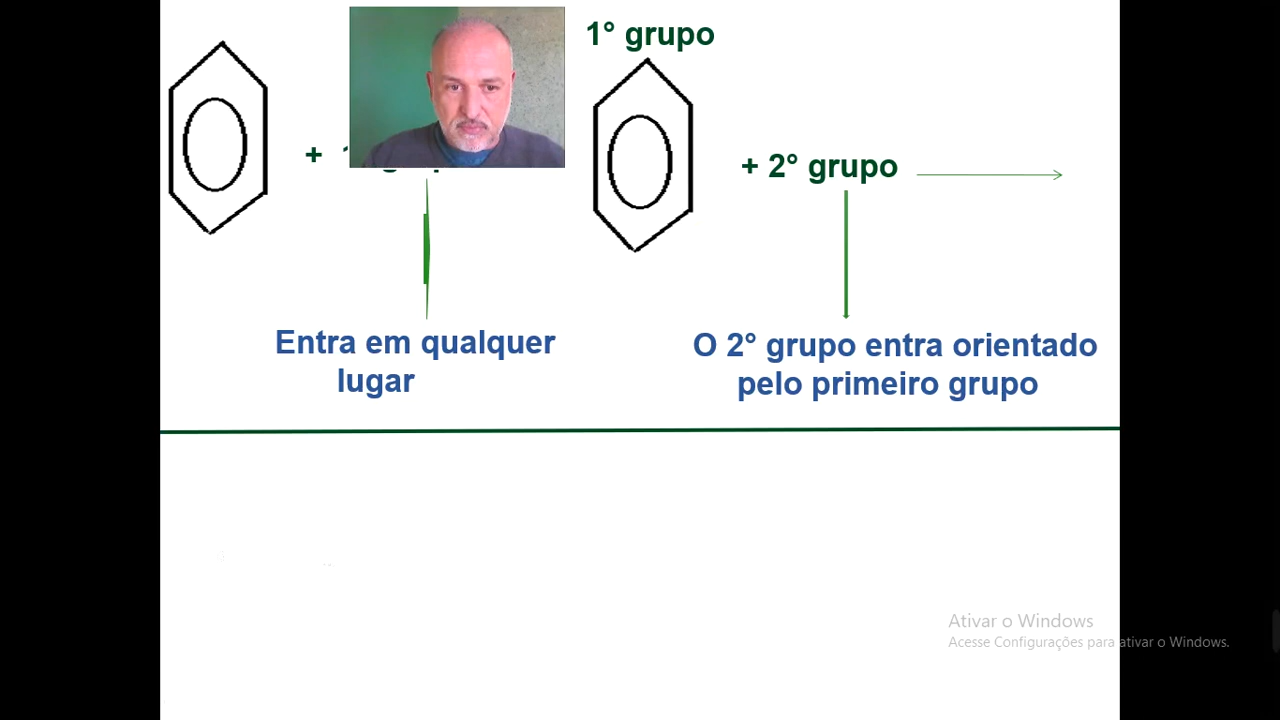 1° grupo
+
+ 2° grupo
Entra em qualquer
lugar
O 2° grupo entra orientado
pelo primeiro grupo
Ativar o Windows
Acesse Configurações para ativar o Windows.